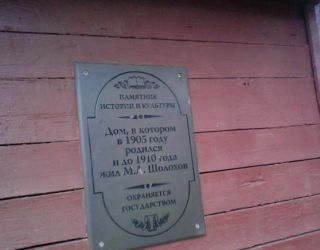 ПАМЯТНИК
ИСТОРИИ И КУЛЬТУРЫ
Дом, в котором
в 1905 году
родился
и до 1910 года
жил М.А. Шолохов
ОХРАНЯЕТСЯ
ГОСУДАРСТВОМ